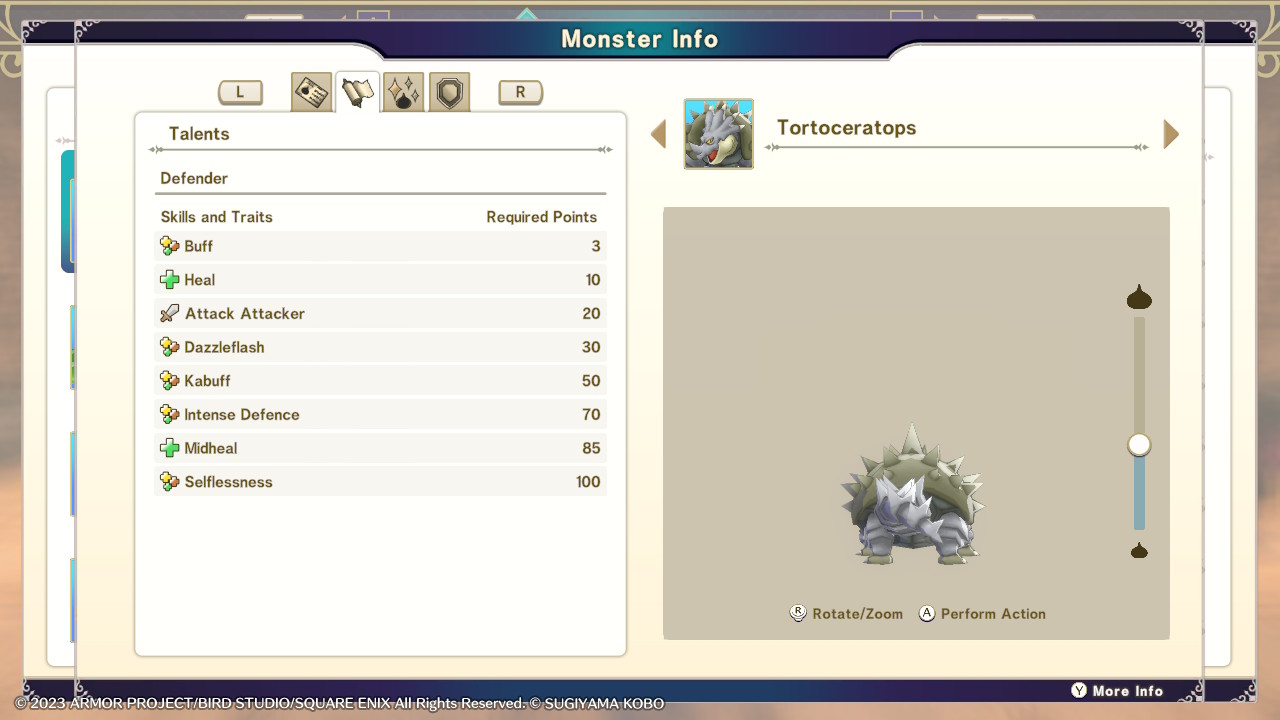 Monster Info
L
R
Talents
Defender
Skills and Traits Required Points
Buff 3
Heal 10
Attack Attacker 20
Dazzleflash 30
Kabuff 50
Intense Defence 70
Midheal 85
Selflessness 100
Tortoceratops
R Rotate/Zoom A Perform Action
Y More Info
© 2023 ARMOR PROJECT/BIRD STUDIO/SQUARE ENIX All Rights Reserved. © SUGIYAMA KOBO